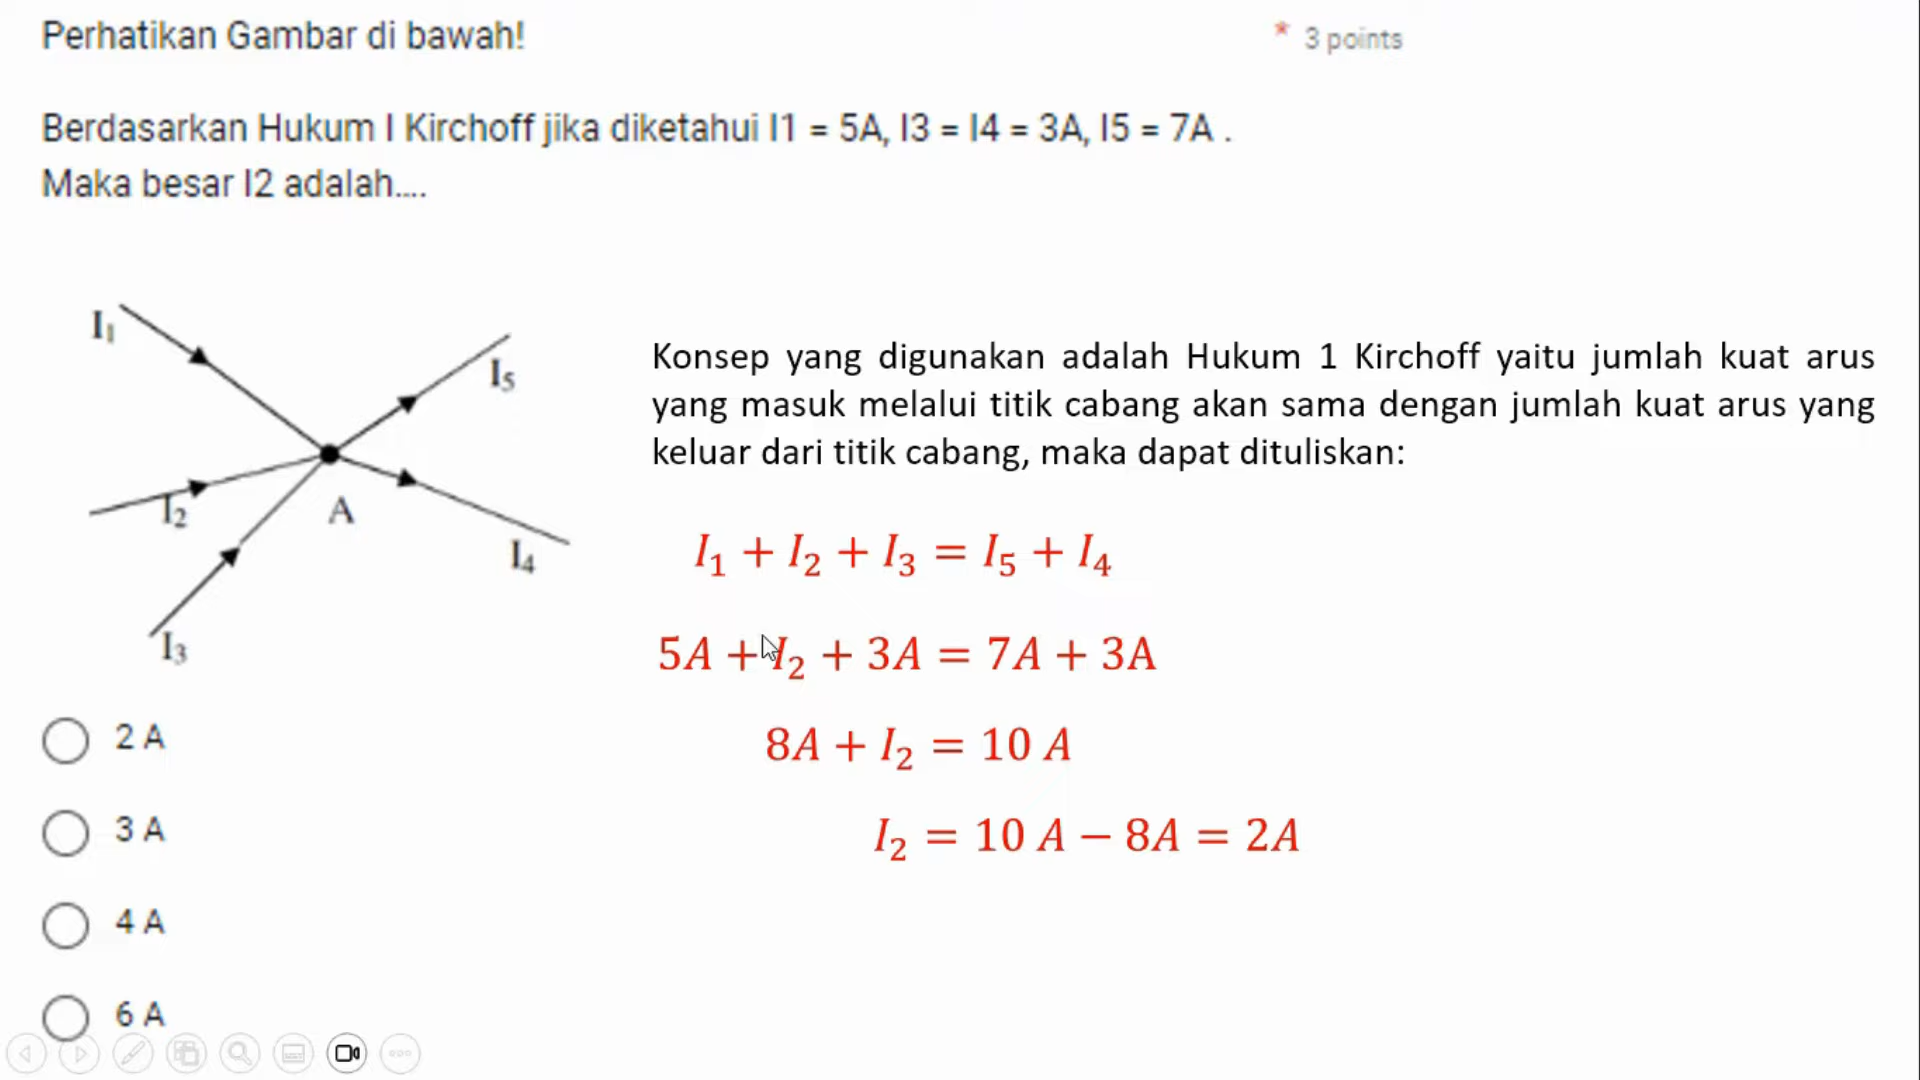 Perhatikan Gambar di bawah!
* 3 points
Berdasarkan Hukum I Kirchoff jika diketahui I1 = 5A, I3 = I4 = 3A, I5 = 7A .
Maka besar I2 adalah....
I₁
I₅
I₂
A
I₄
I₃
Konsep yang digunakan adalah Hukum 1 Kirchoff yaitu jumlah kuat arus
yang masuk melalui titik cabang akan sama dengan jumlah kuat arus yang
keluar dari titik cabang, maka dapat dituliskan:
I₁ + I₂ + I₃ = I₅ + I₄
5A + I₂ + 3A = 7A + 3A
8A + I₂ = 10 A
I₂ = 10 A − 8A = 2A
2 A
3 A
4 A
6 A